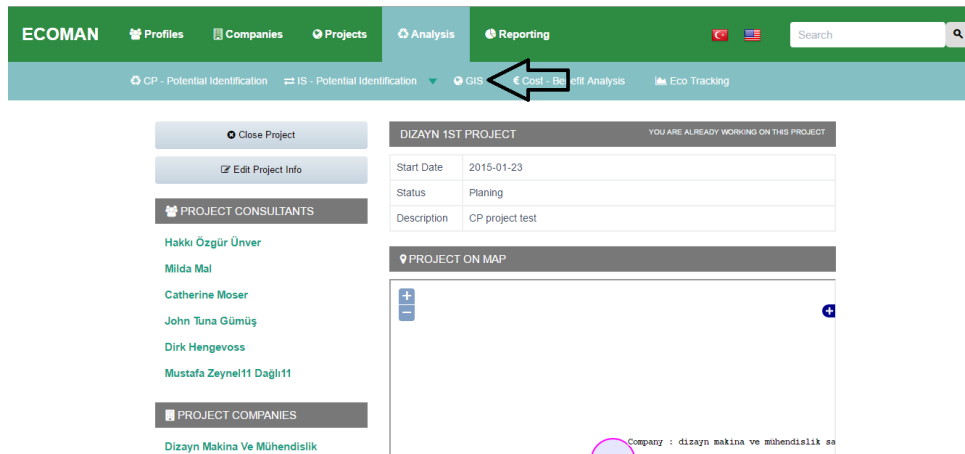 ECOMAN Profiles Companies Projects Analysis Reporting Search
CP - Potential Identification IS - Potential Identification GIS € Cost - Benefit Analysis Eco Tracking
Close Project
Edit Project Info
PROJECT CONSULTANTS
Hakkı Özgür Ünver
Milda Mal
Catherine Moser
John Tuna Gümüş
Dirk Hengevoss
Mustafa Zeynel11 Dağlı11
PROJECT COMPANIES
Dizayn Makina Ve Mühendislik
DIZAYN 1ST PROJECT YOU ARE ALREADY WORKING ON THIS PROJECT
Start Date 2015-01-23
Status Planing
Description CP project test
PROJECT ON MAP
+
−
+
Company : dizayn makina ve mühendislik sa